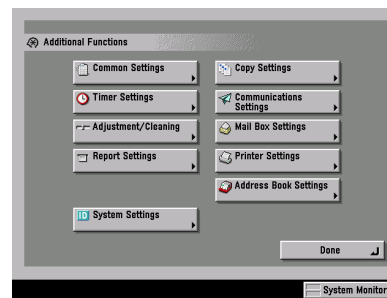 Additional Functions
Common Settings
Copy Settings
Timer Settings
Communications
Settings
Adjustment/Cleaning
Mail Box Settings
Report Settings
Printer Settings
Address Book Settings
ID System Settings
Done
System Monitor